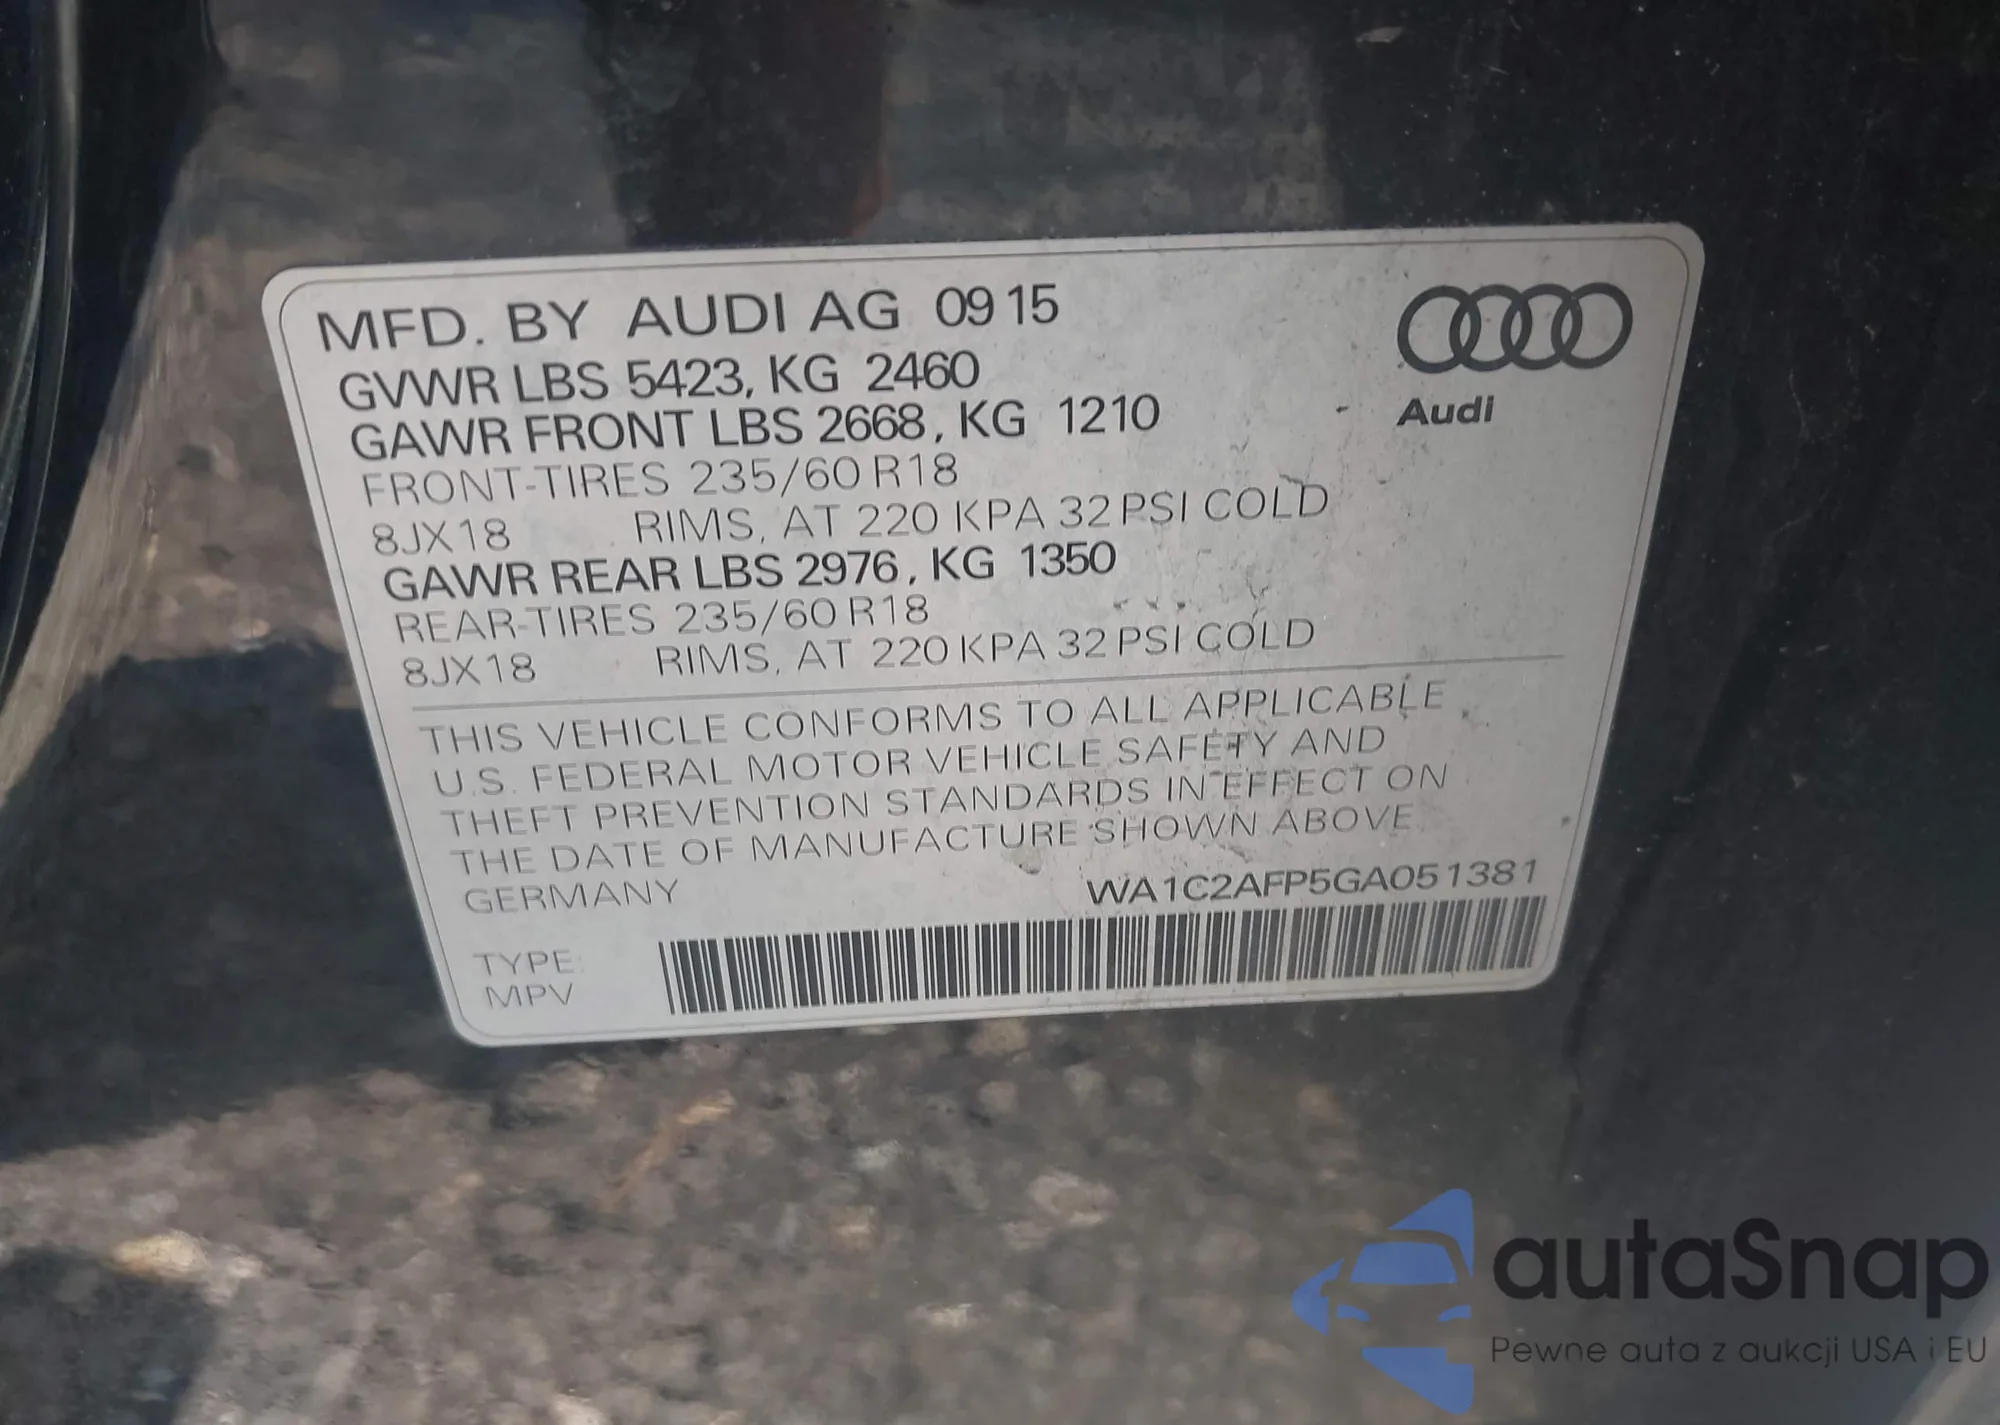 MFD. BY AUDI AG 09 15
GVWR LBS 5423, KG 2460
GAWR FRONT LBS 2668, KG 1210
FRONT-TIRES 235/60 R18
8JX18 RIMS, AT 220 KPA 32 PSI COLD
GAWR REAR LBS 2976, KG 1350
REAR-TIRES 235/60 R18
8JX18 RIMS, AT 220 KPA 32 PSI COLD
Audi
THIS VEHICLE CONFORMS TO ALL APPLICABLE
U.S. FEDERAL MOTOR VEHICLE SAFETY AND
THEFT PREVENTION STANDARDS IN EFFECT ON
THE DATE OF MANUFACTURE SHOWN ABOVE
GERMANY WA1C2AFP5GA051381
TYPE:
MPV
autaSnap
Pewne auta z aukcji USA i EU